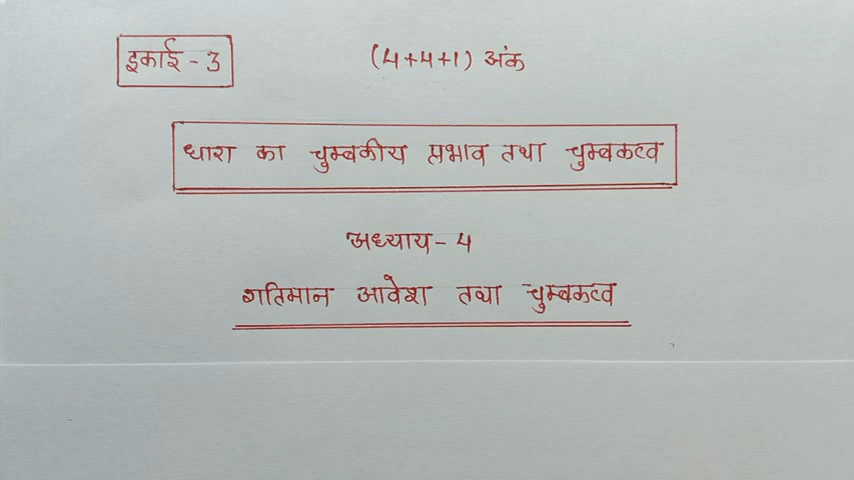 इकाई - 3
(4+4+1) अंक
धारा का चुम्बकीय प्रभाव तथा चुम्बकत्व
अध्याय - 4
गतिमान आवेश तथा चुम्बकत्व